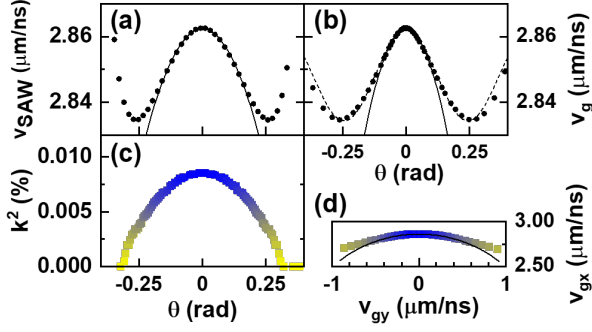 (a)
(b)
2.86
2.84
v_SAW (μm/ns)
2.86
2.84
v_g (μm/ns)
-0.25 0 0.25
θ (rad)
(c)
0.010
0.005
0.000
k² (%)
-0.25 0 0.25
θ (rad)
(d)
3.00
2.50
v_gx (μm/ns)
-1 0 1
v_gy (μm/ns)